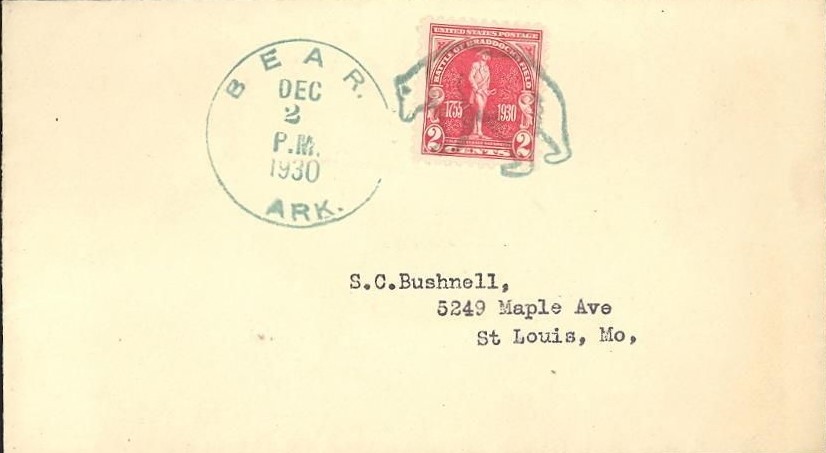 BEAR.
DEC
2
P.M.
1930
ARK.
UNITED STATES POSTAGE
BATTLE OF BRADDOCK'S FIELD
1755 1930
2 CENTS 2
S.C.Bushnell,
5249 Maple Ave
St Louis, Mo,